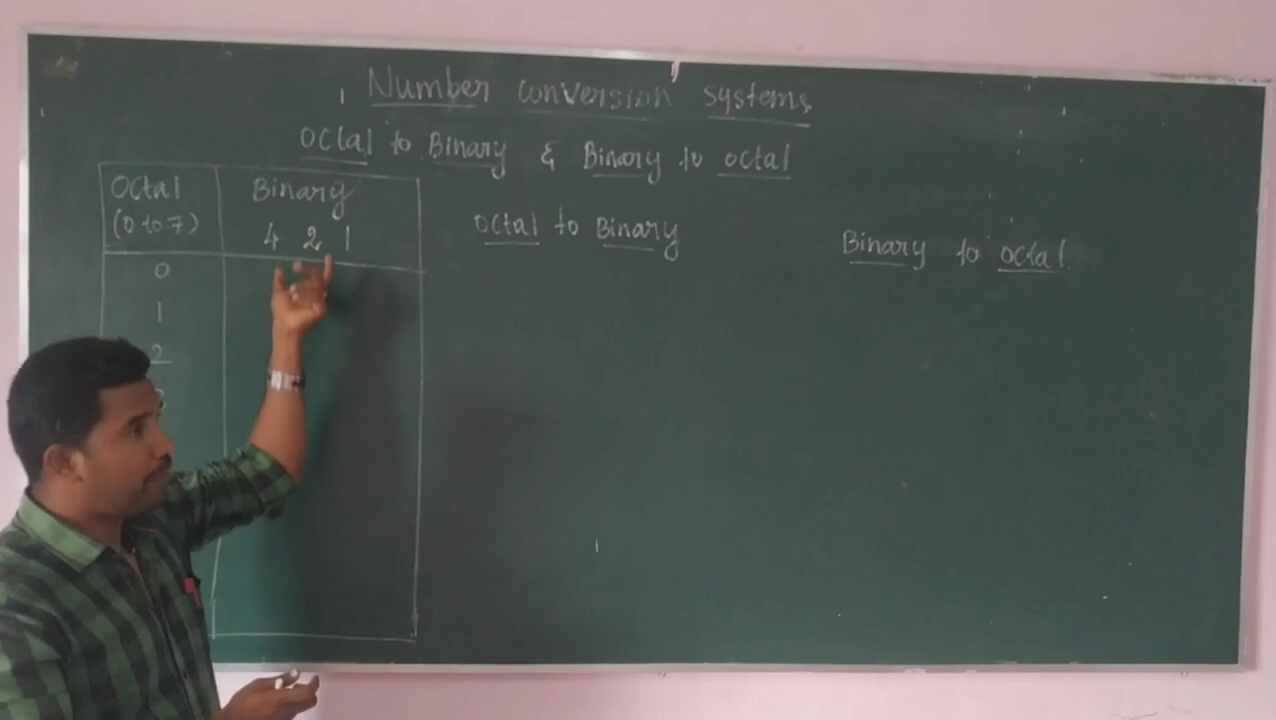 Number conversion systems
Octal to Binary & Binary to octal
Octal
(0 to 7)
Binary
4 2 1
0
1
2
Octal to Binary
Binary to octal